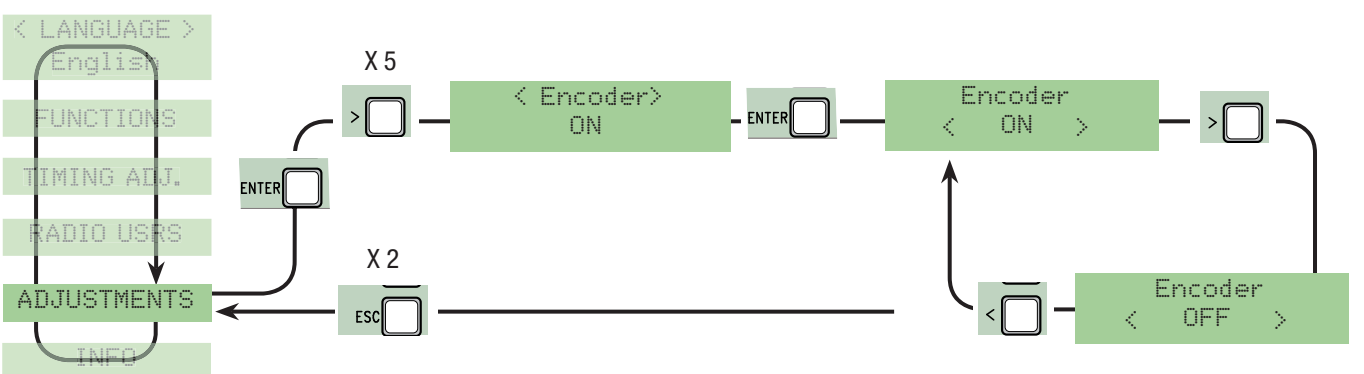 < LANGUAGE >
English
FUNCTIONS
TIMING ADJ.
RADIO USRS
ADJUSTMENTS
INFO
ENTER
X 5
>
< Encoder>
ON
ENTER
Encoder
< ON >
>
Encoder
< OFF >
<
X 2
ESC